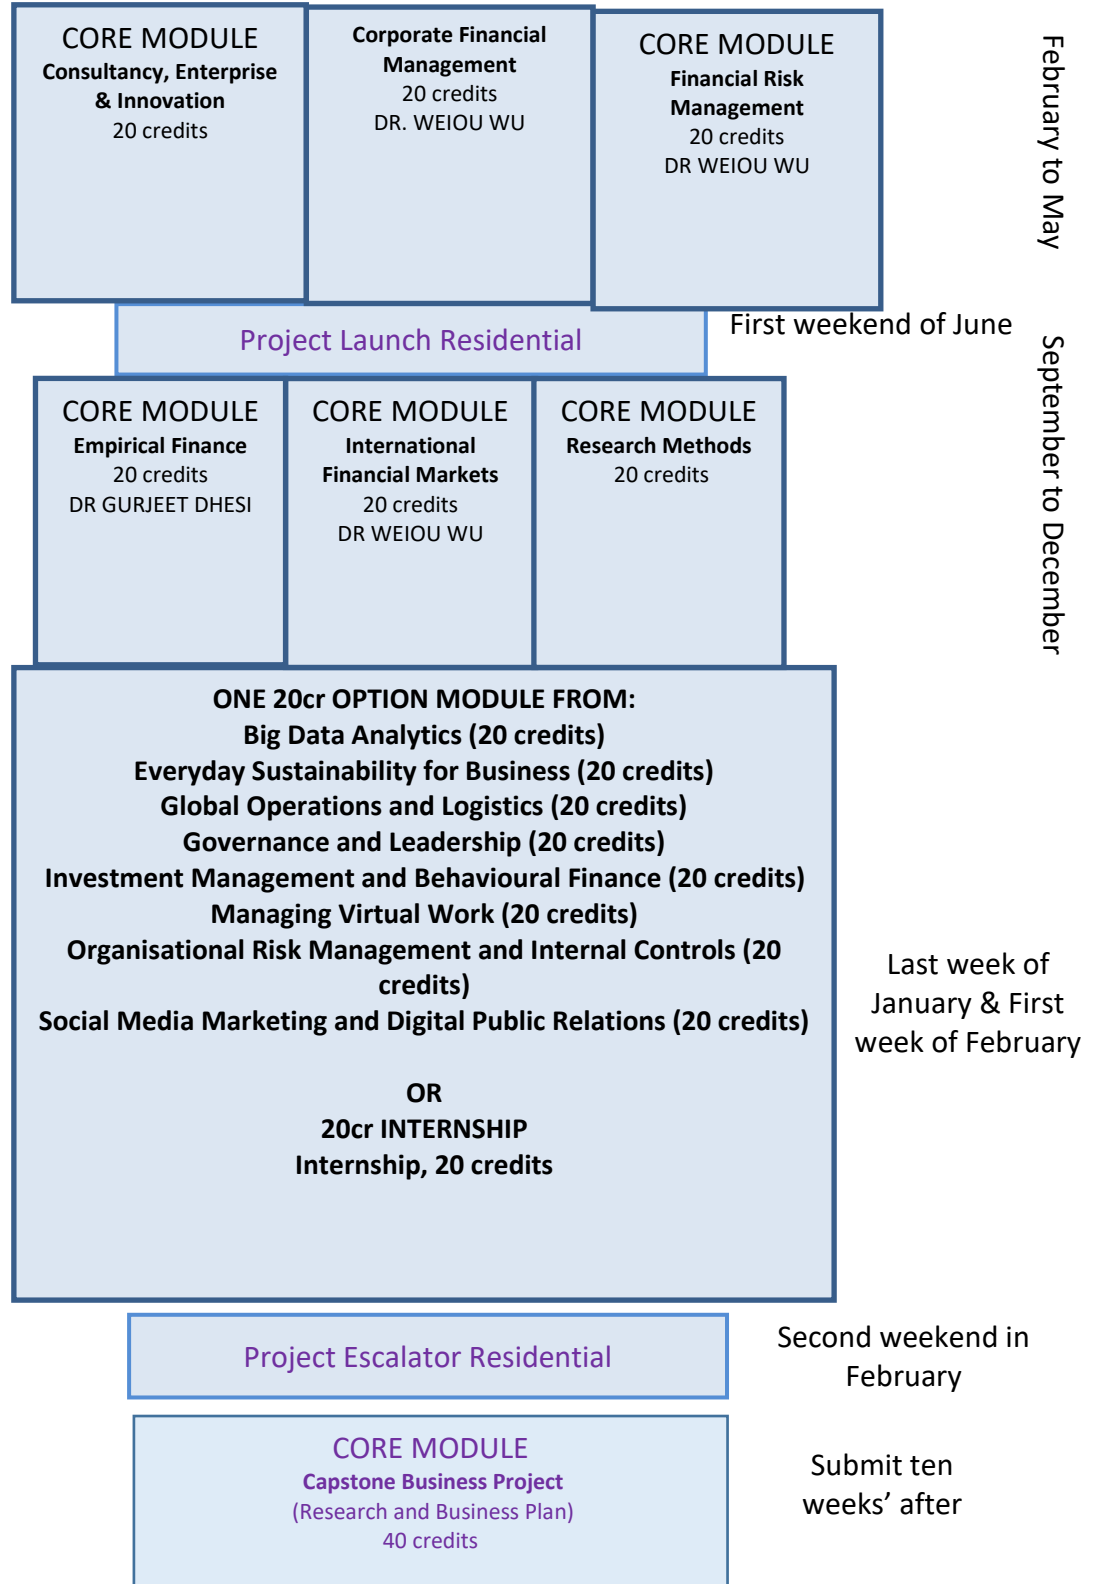 CORE MODULE
Consultancy, Enterprise
& Innovation
20 credits
Corporate Financial
Management
20 credits
DR. WEIOU WU
CORE MODULE
Financial Risk
Management
20 credits
DR WEIOU WU
February to May
Project Launch Residential
First weekend of June
CORE MODULE
Empirical Finance
20 credits
DR GURJEET DHESI
CORE MODULE
International
Financial Markets
20 credits
DR WEIOU WU
CORE MODULE
Research Methods
20 credits
September to December
ONE 20cr OPTION MODULE FROM:
Big Data Analytics (20 credits)
Everyday Sustainability for Business (20 credits)
Global Operations and Logistics (20 credits)
Governance and Leadership (20 credits)
Investment Management and Behavioural Finance (20 credits)
Managing Virtual Work (20 credits)
Organisational Risk Management and Internal Controls (20
credits)
Social Media Marketing and Digital Public Relations (20 credits)
OR
20cr INTERNSHIP
Internship, 20 credits
Last week of
January & First
week of February
Project Escalator Residential
Second weekend in
February
CORE MODULE
Capstone Business Project
(Research and Business Plan)
40 credits
Submit ten
weeks’ after